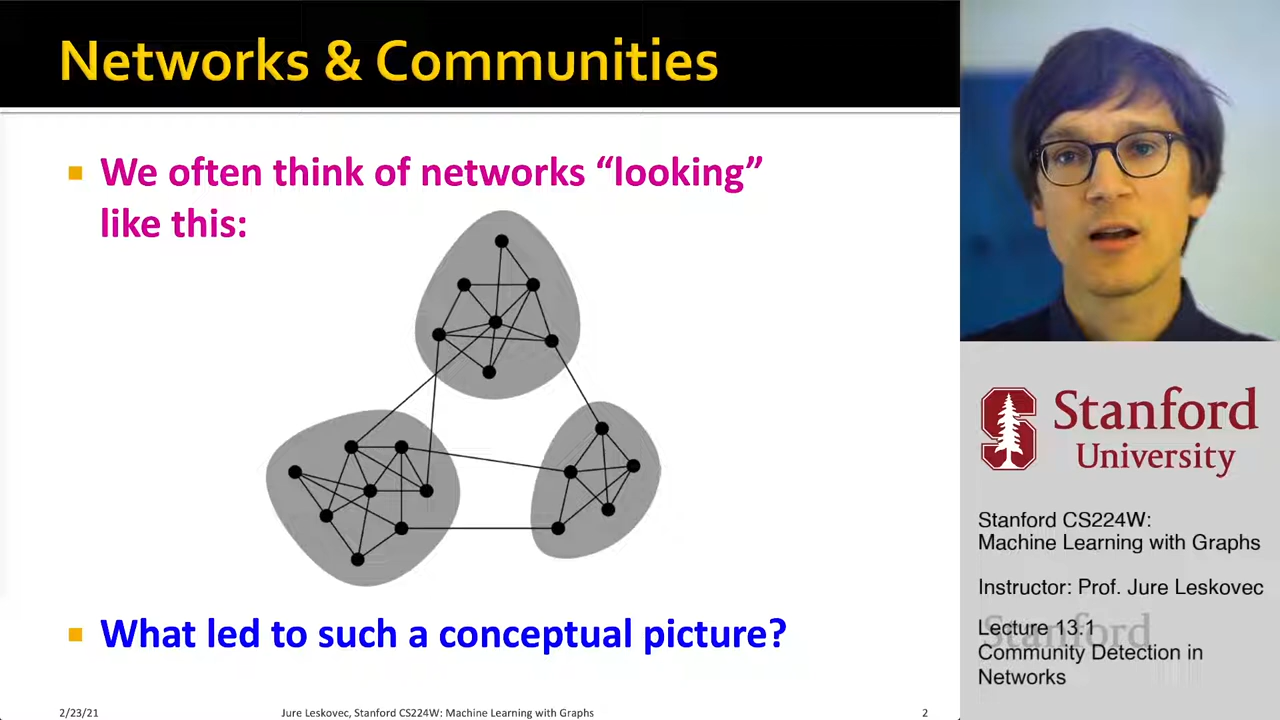 Networks & Communities
We often think of networks “looking”
like this:
What led to such a conceptual picture?
2/23/21
Jure Leskovec, Stanford CS224W: Machine Learning with Graphs
2
Stanford
University
Stanford CS224W:
Machine Learning with Graphs
Instructor: Prof. Jure Leskovec
Stanford
Lecture 13.1
Community Detection in
Networks